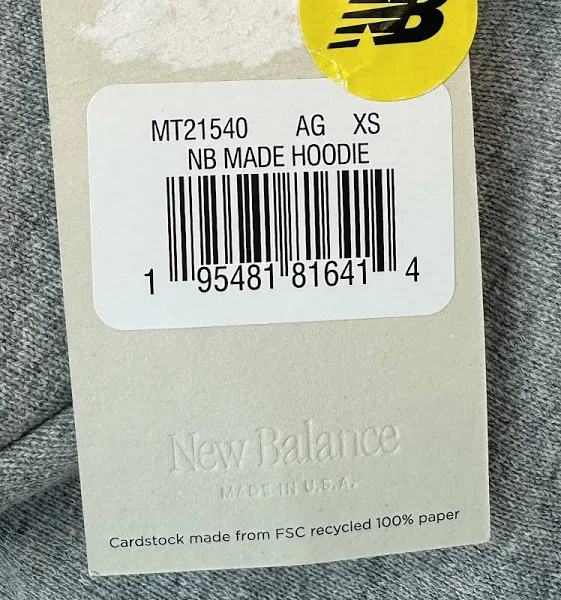 NB
MT21540 AG XS
NB MADE HOODIE
1 95481 81641 4
New Balance
MADE IN U.S.A.
Cardstock made from FSC recycled 100% paper